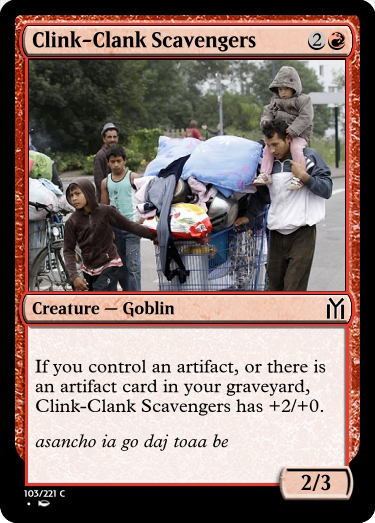 Clink-Clank Scavengers 2
Creature — Goblin
If you control an artifact, or there is
an artifact card in your graveyard,
Clink-Clank Scavengers has +2/+0.
asancho ia go daj toaa be
2/3
103/221 C